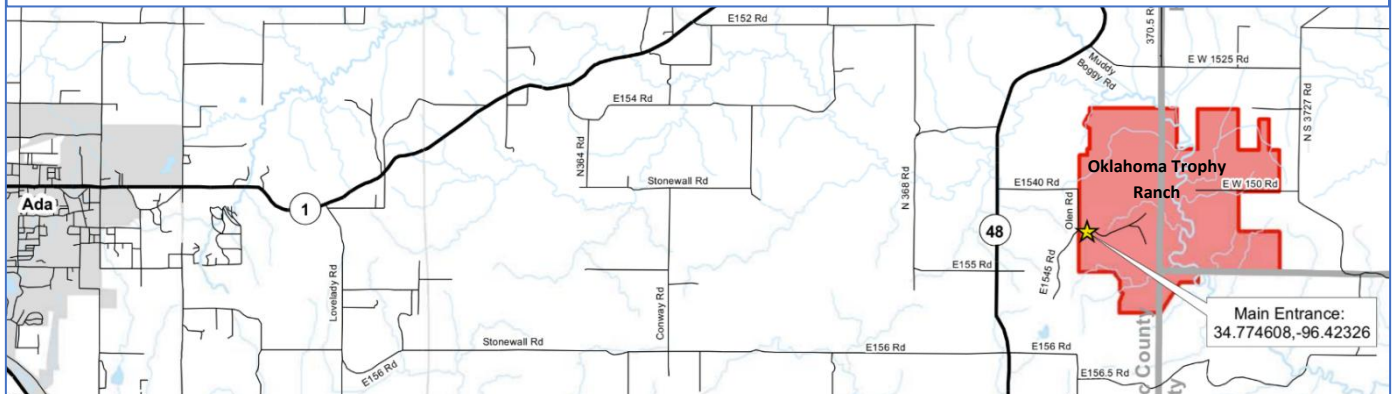 E152 Rd
370.5 R
Muddy
Boggy Rd
E W 1525 Rd
N S 3727 Rd
E154 Rd
N364 Rd
Stonewall Rd
N 368 Rd
Oklahoma Trophy
Ranch
E1540 Rd
E W 150 Rd
Olen Rd
Ada
1
48
E155 Rd
E1545 Rd
Lovelady Rd
Conway Rd
Main Entrance:
34.774608,-96.42326
Stonewall Rd
E156 Rd
E156 Rd
E156 Rd
E156.5 Rd
c County
ty